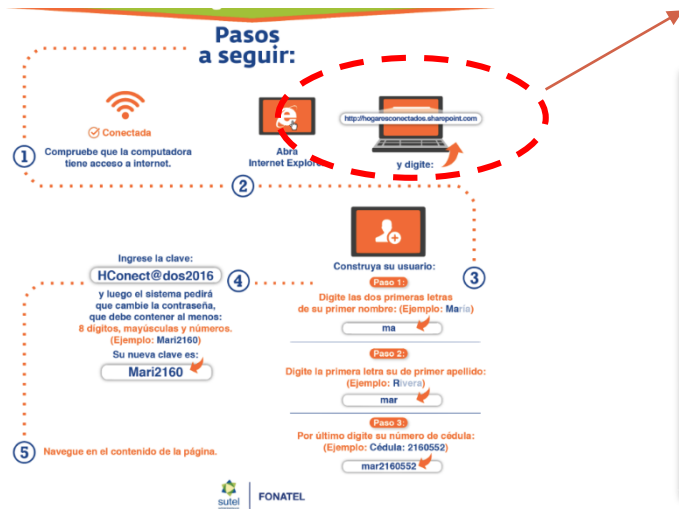 Pasos
a seguir:
Conectada
1
Compruebe que la computadora
tiene acceso a internet.
Abra
Internet Explore
http://hogaresconectados.sharepoint.com
y digite:
2
3
Construya su usuario:
Paso 1:
Digite las dos primeras letras
de su primer nombre: (Ejemplo: María)
ma
Paso 2:
Digite la primera letra su de primer apellido:
(Ejemplo: Rivera)
mar
Paso 3:
Por último digite su número de cédula:
(Ejemplo: Cédula: 2160552)
mar2160552
4
Ingrese la clave:
HConect@dos2016
y luego el sistema pedirá
que cambie la contraseña,
que debe contener al menos:
8 dígitos, mayúsculas y números.
(Ejemplo: Mari2160)
Su nueva clave es:
Mari2160
5
Navegue en el contenido de la página.
sutel
FONATEL